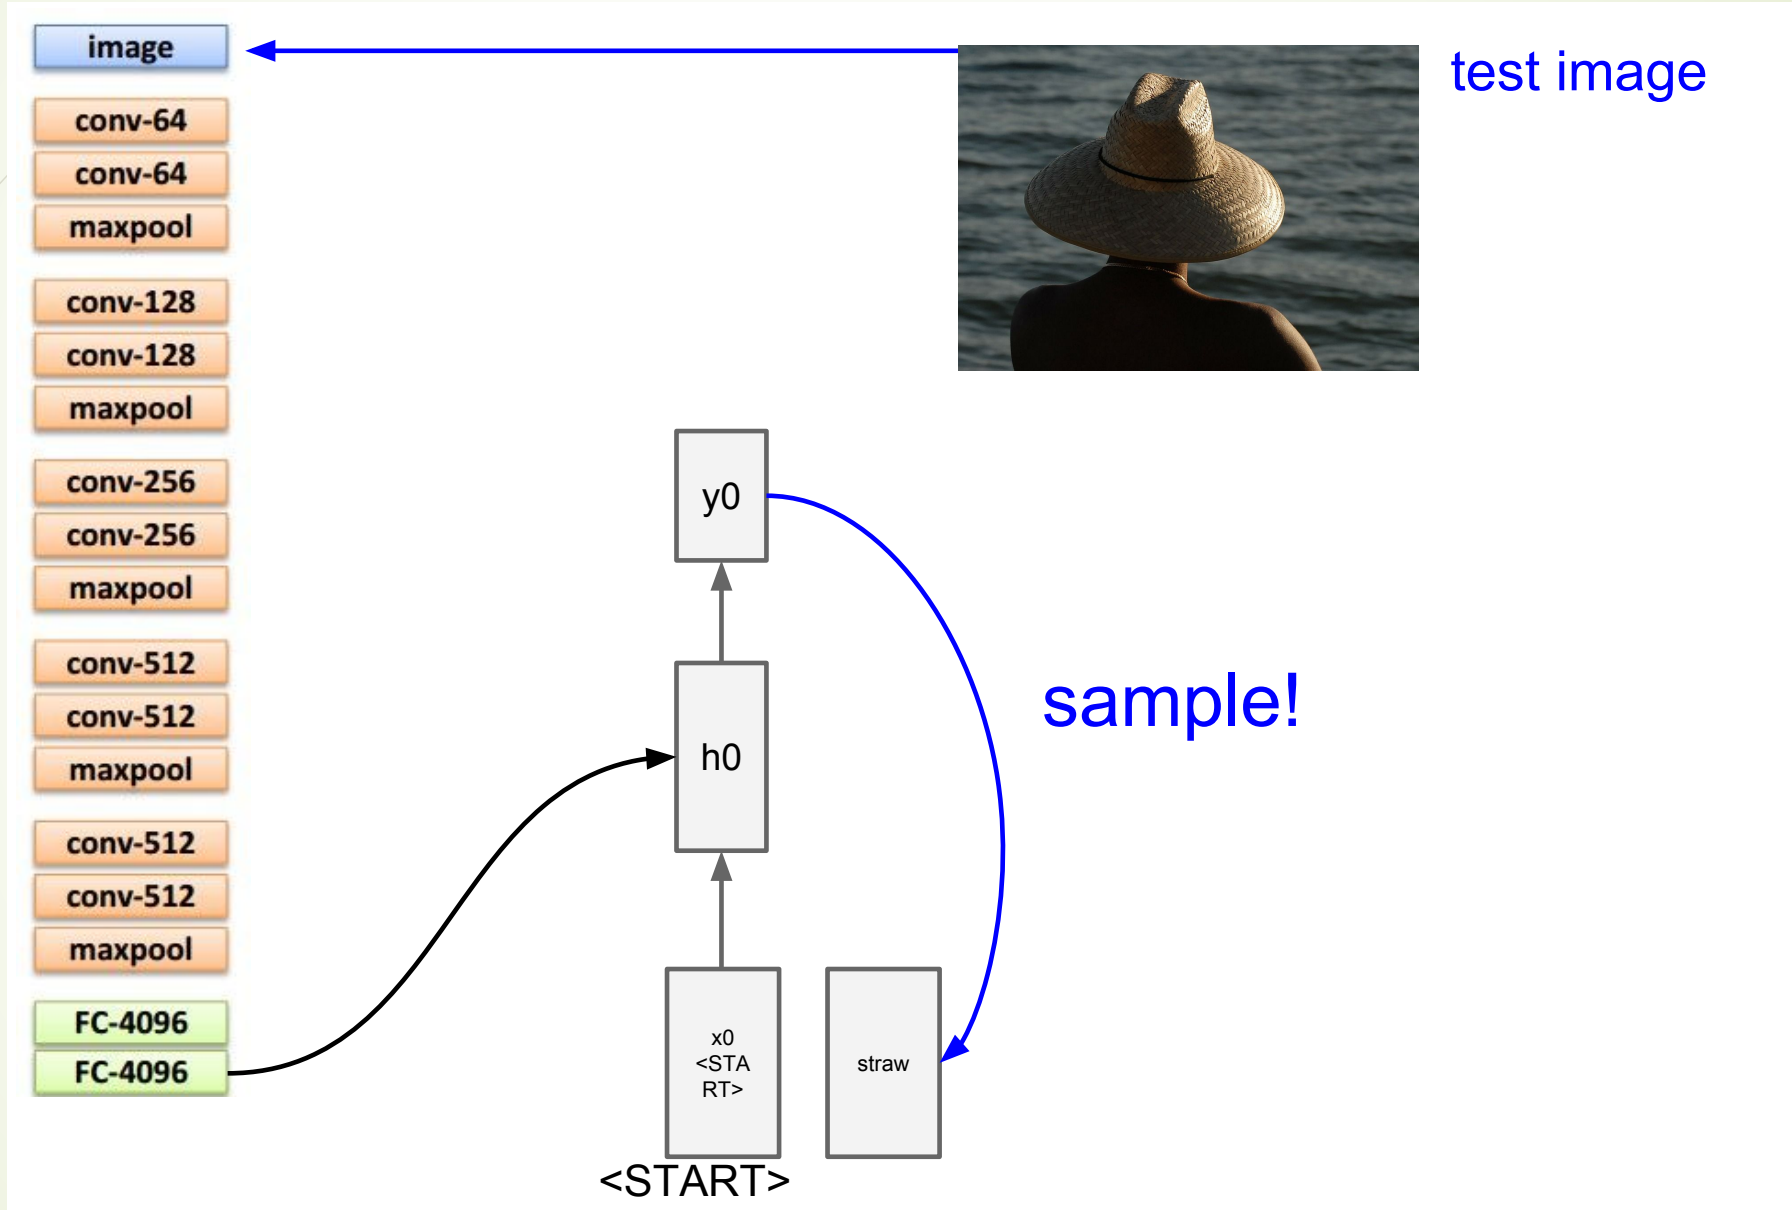 image
conv-64
conv-64
maxpool
conv-128
conv-128
maxpool
conv-256
conv-256
maxpool
conv-512
conv-512
maxpool
conv-512
conv-512
maxpool
FC-4096
FC-4096
test image
y0
sample!
h0
x0
<STA
RT>
straw
<START>